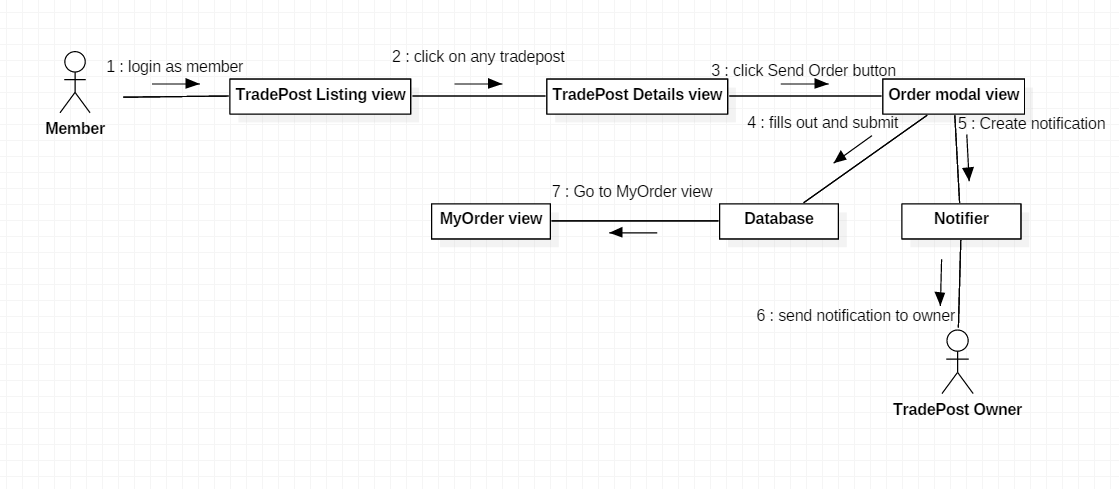 1 : login as member
2 : click on any tradepost
3 : click Send Order button
TradePost Listing view
TradePost Details view
Order modal view
Member
4 : fills out and submit
5 : Create notification
7 : Go to MyOrder view
MyOrder view
Database
Notifier
6 : send notification to owner
TradePost Owner